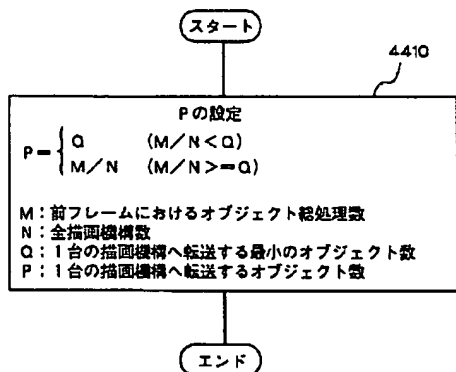 スタート
4410
Pの設定
P= { Q (M/N<Q)
M/N (M/N>=Q)
M：前フレームにおけるオブジェクト総処理数
N：全描画機構数
Q：1台の描画機構へ転送する最小のオブジェクト数
P：1台の描画機構へ転送するオブジェクト数
エンド